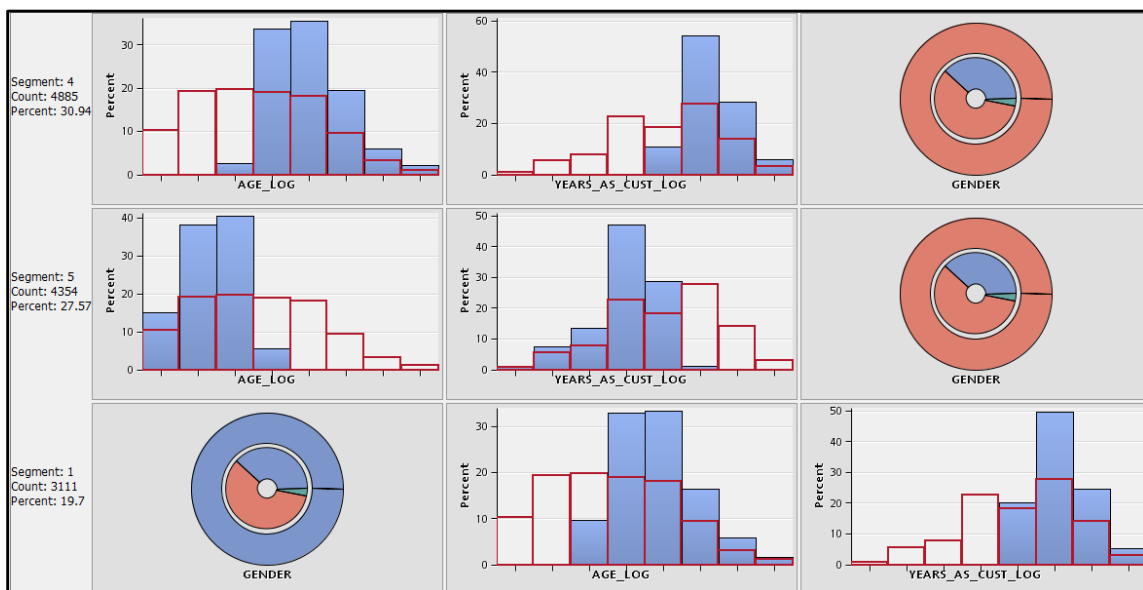 Segment: 4
Count: 4885
Percent: 30.94
Percent
30
20
10
0
AGE_LOG
Percent
60
40
20
0
YEARS_AS_CUST_LOG
GENDER
Segment: 5
Count: 4354
Percent: 27.57
Percent
40
30
20
10
0
AGE_LOG
Percent
50
40
30
20
10
0
YEARS_AS_CUST_LOG
GENDER
Segment: 1
Count: 3111
Percent: 19.7
GENDER
Percent
30
20
10
0
AGE_LOG
Percent
50
40
30
20
10
0
YEARS_AS_CUST_LOG